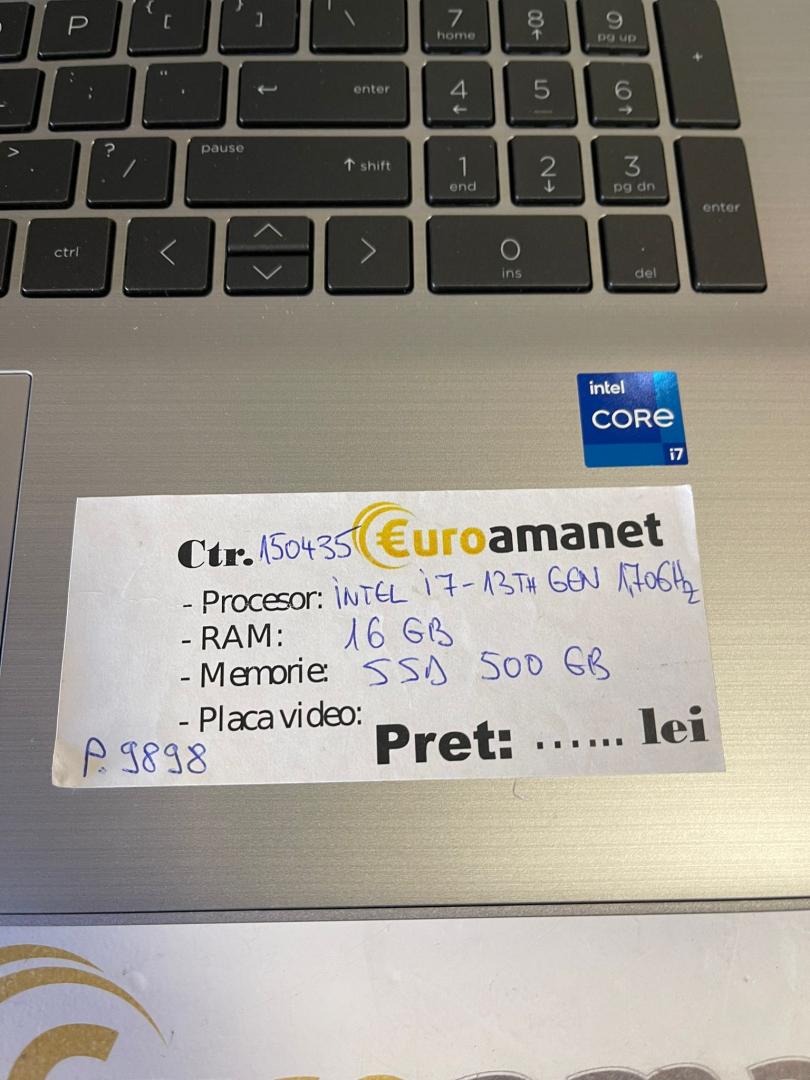 P { [ } ] | \ 7 home 8 ↑ 9 pg up +
: ; " ' ← enter 4 ← 5 6 →
> . ? / pause ↑ shift 1 end 2 ↓ 3 pg dn enter
ctrl 0 ins . del
intel
CORE
i7
Ctr. 150435 €uroamanet
- Procesor: INTEL i7-13TH GEN 1,70GHz
- RAM: 16 GB
- Memorie: SSD 500 GB
- Placa video:
P. 9898 Pret: ...... lei